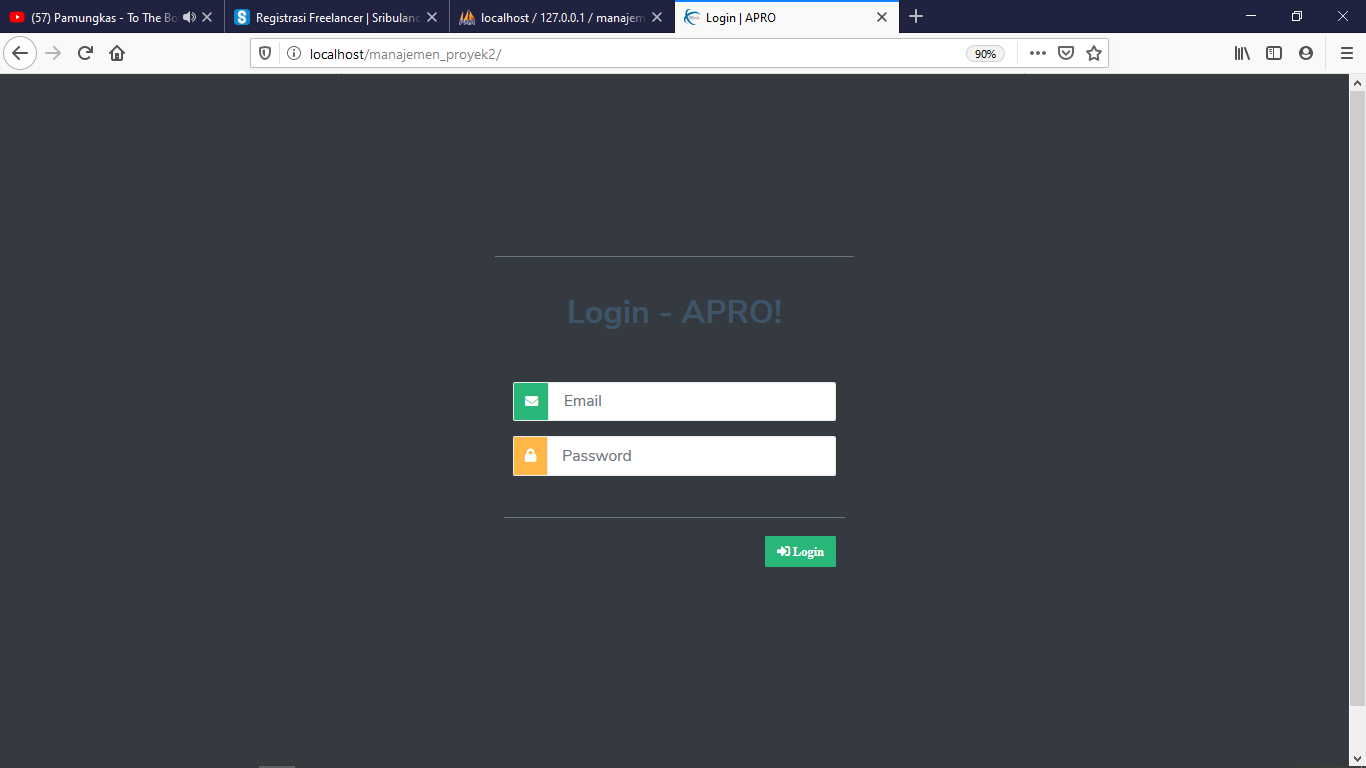 (57) Pamungkas - To The Bo
Registrasi Freelancer | Sribulanc
localhost / 127.0.0.1 / manajem
Login | APRO
localhost/manajemen_proyek2/
90%
Login - APRO!
Email
Password
Login